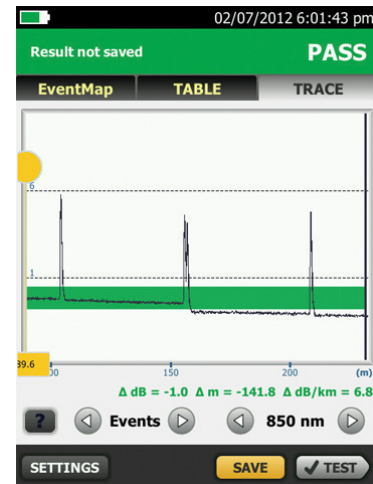 02/07/2012 6:01:43 pm
Result not saved
PASS
EventMap TABLE TRACE
6
1
39.6
00 150 200 (m)
Δ dB = -1.0 Δ m = -141.8 Δ dB/km = 6.8
? Events 850 nm
SETTINGS SAVE TEST